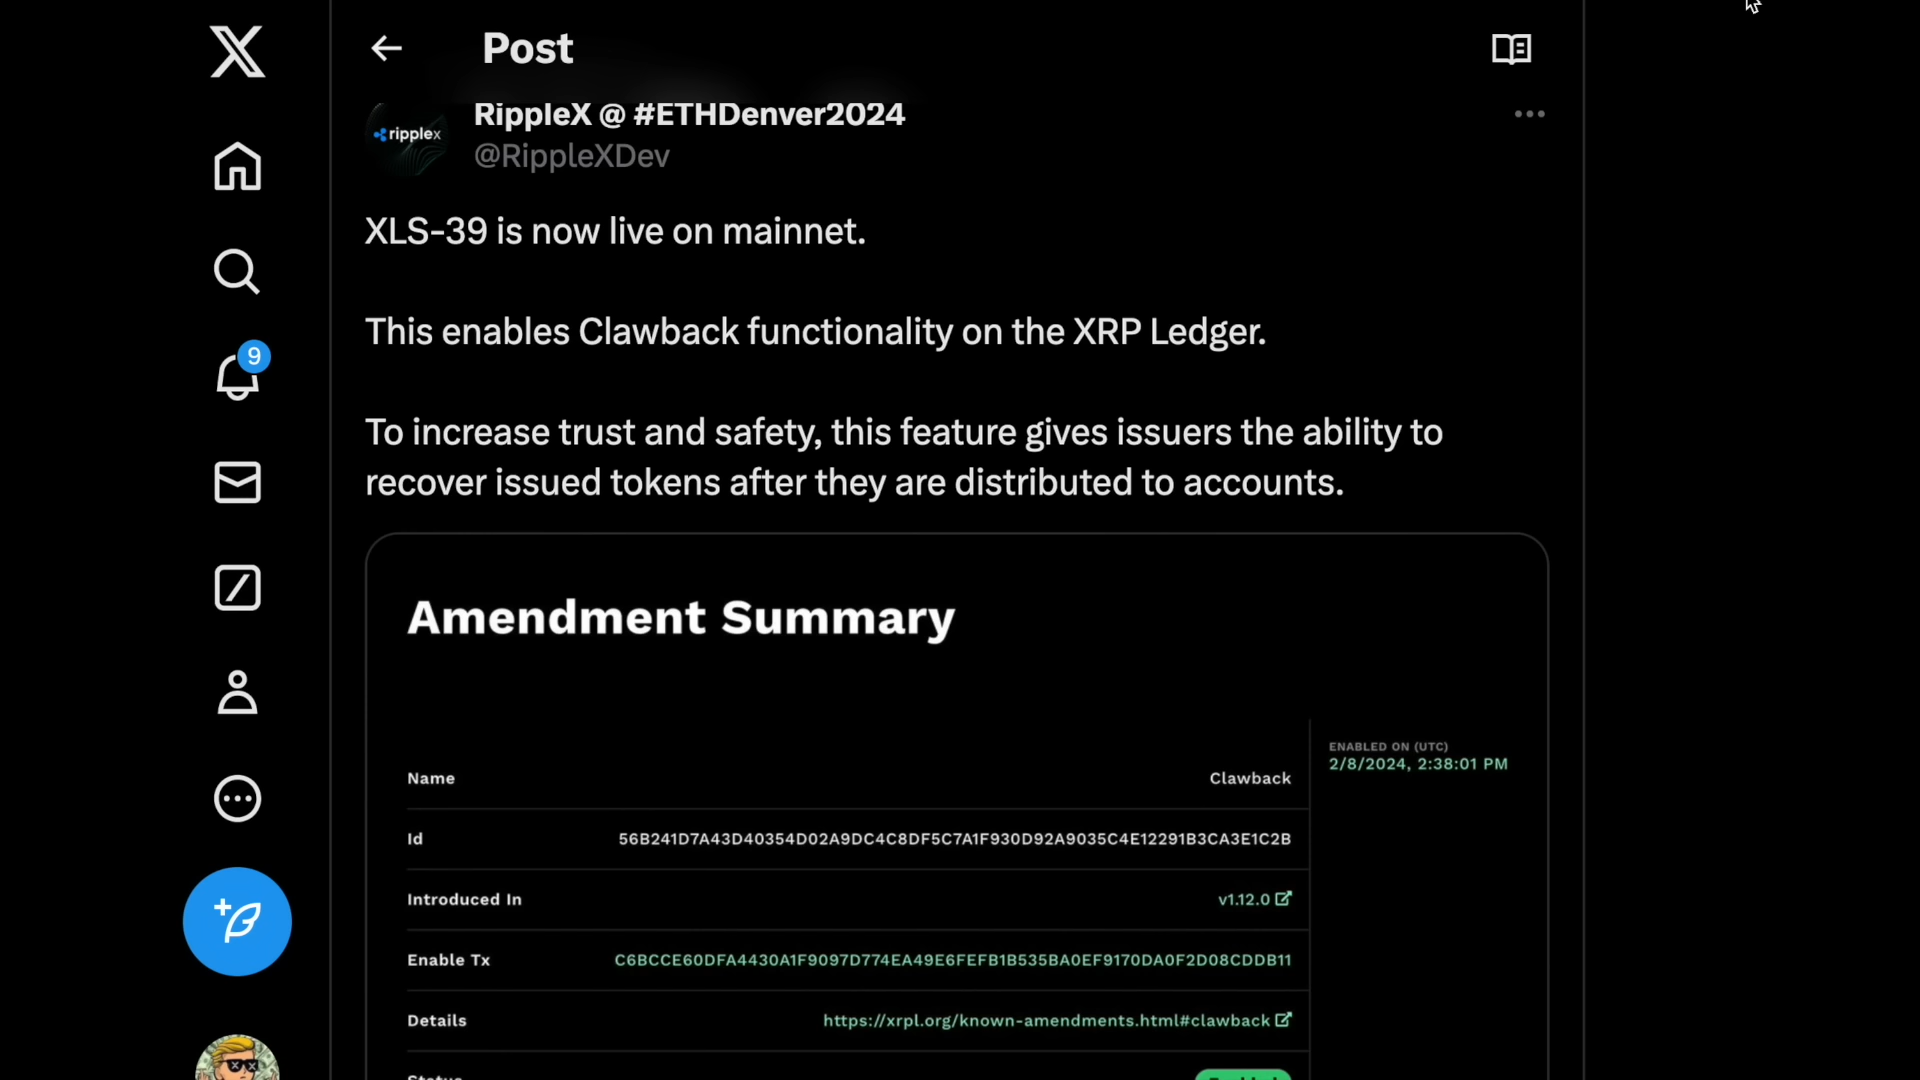 Post
RippleX @ #ETHDenver2024
ripplex
@RippleXDev
XLS-39 is now live on mainnet.
This enables Clawback functionality on the XRP Ledger.
9
To increase trust and safety, this feature gives issuers the ability to
recover issued tokens after they are distributed to accounts.
Amendment Summary
ENABLED ON (UTC)
2/8/2024, 2:38:01 PM
Name Clawback
Id 56B241D7A43D40354D02A9DC4C8DF5C7A1F930D92A9035C4E12291B3CA3E1C2B
Introduced In v1.12.0
Enable Tx C6BCCE60DFA4430A1F9097D774EA49E6FEFB1B535BA0EF9170DA0F2D08CDDB11
Details https://xrpl.org/known-amendments.html#clawback
Status Enabled